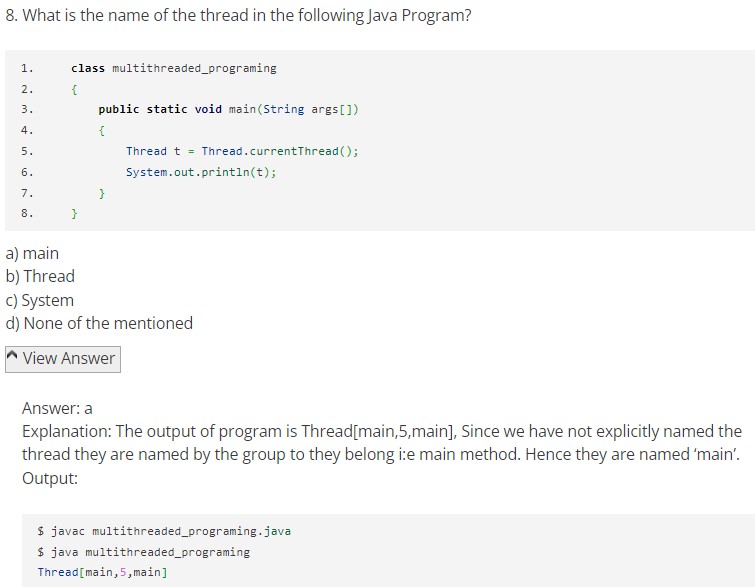 8. What is the name of the thread in the following Java Program?
1. class multithreaded_programing
2. {
3. public static void main(String args[])
4. {
5. Thread t = Thread.currentThread();
6. System.out.println(t);
7. }
8. }
a) main
b) Thread
c) System
d) None of the mentioned
View Answer
Answer: a
Explanation: The output of program is Thread[main,5,main], Since we have not explicitly named the
thread they are named by the group to they belong i:e main method. Hence they are named ‘main’.
Output:
$ javac multithreaded_programing.java
$ java multithreaded_programing
Thread[main,5,main]